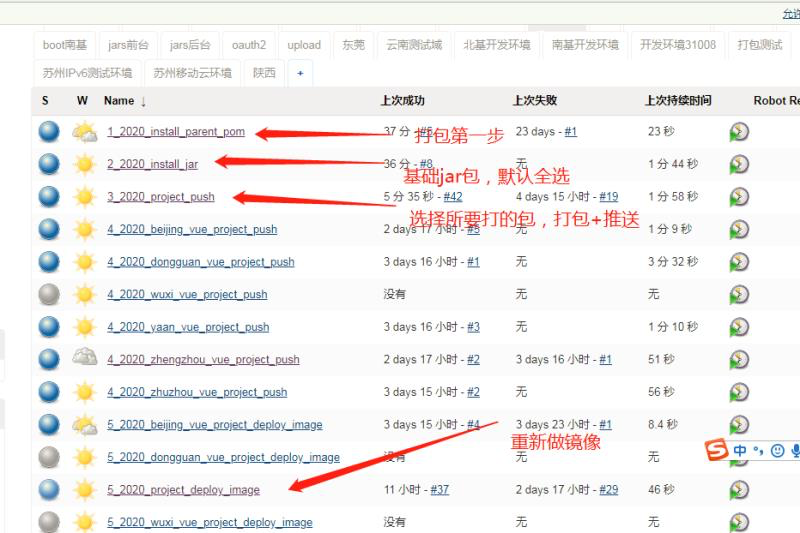 允许
boot南基 jars前台 jars后台 oauth2 upload 东莞 云南测试域 北基开发环境 南基开发环境 开发环境31008 打包测试
苏州IPv6测试环境 苏州移动云环境 陕西 +
S W Name ↓ 上次成功 上次失败 上次持续时间 Robot Re
1_2020_install_parent_pom 37 分 - #5 23 days - #1 23 秒
打包第一步
2_2020_install_jar 36 分 - #8 无 1 分 44 秒
基础jar包，默认全选
3_2020_project_push 5 分 35 秒 - #42 4 days 15 小时 - #19 1 分 58 秒
选择所要打的包，打包+推送
4_2020_beijing_vue_project_push 2 days 17 小时 - #5 无 1 分 9 秒
4_2020_dongguan_vue_project_push 3 days 16 小时 - #1 无 3 分 32 秒
4_2020_wuxi_vue_project_push 没有 无 无
4_2020_yaan_vue_project_push 3 days 16 小时 - #3 无 1 分 10 秒
4_2020_zhengzhou_vue_project_push 2 days 17 小时 - #2 3 days 16 小时 - #1 51 秒
4_2020_zhuzhou_vue_project_push 3 days 15 小时 - #2 无 56 秒
5_2020_beijing_vue_project_deploy_image 3 days 15 小时 - #4 3 days 23 小时 - #1 8.4 秒
重新做镜像
中
5_2020_dongguan_vue_project_deploy_image 没有 无 无
5_2020_project_deploy_image 11 小时 - #37 2 days 17 小时 - #29 46 秒
5_2020_wuxi_vue_project_deploy_image 没有 无 无